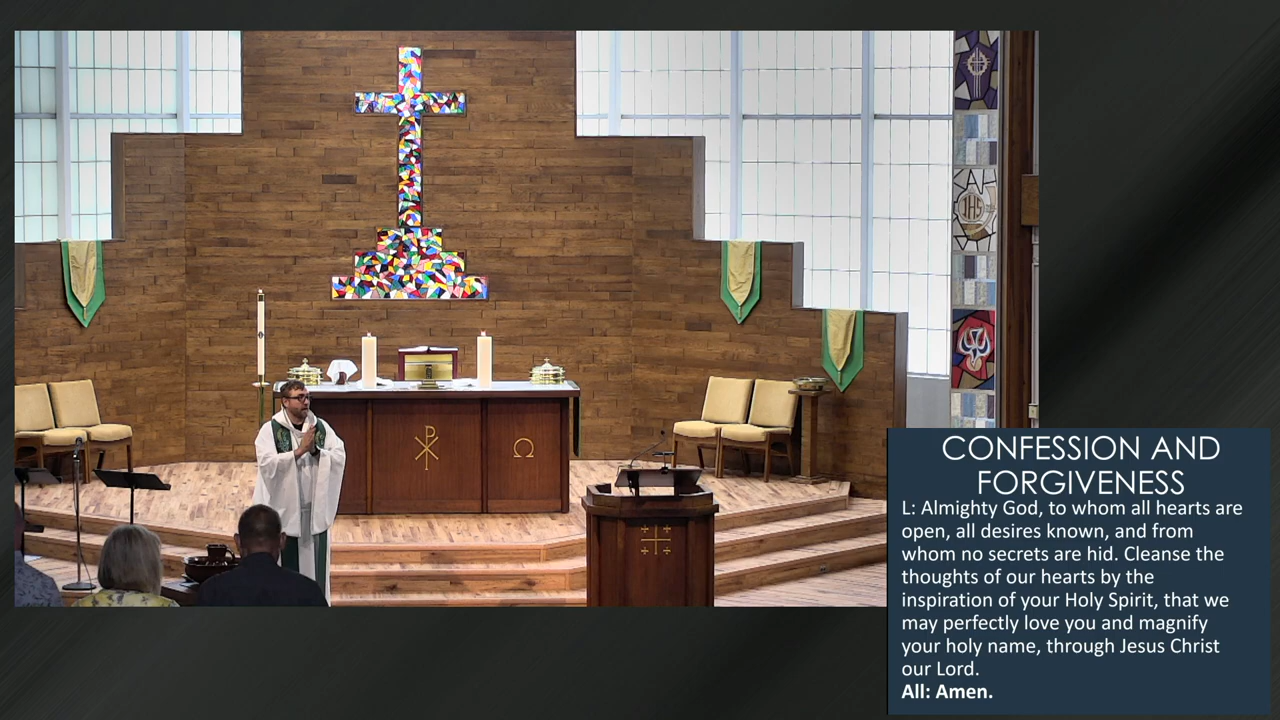 IHS
Ω
CONFESSION AND
FORGIVENESS
L: Almighty God, to whom all hearts are
open, all desires known, and from
whom no secrets are hid. Cleanse the
thoughts of our hearts by the
inspiration of your Holy Spirit, that we
may perfectly love you and magnify
your holy name, through Jesus Christ
our Lord.
All: Amen.